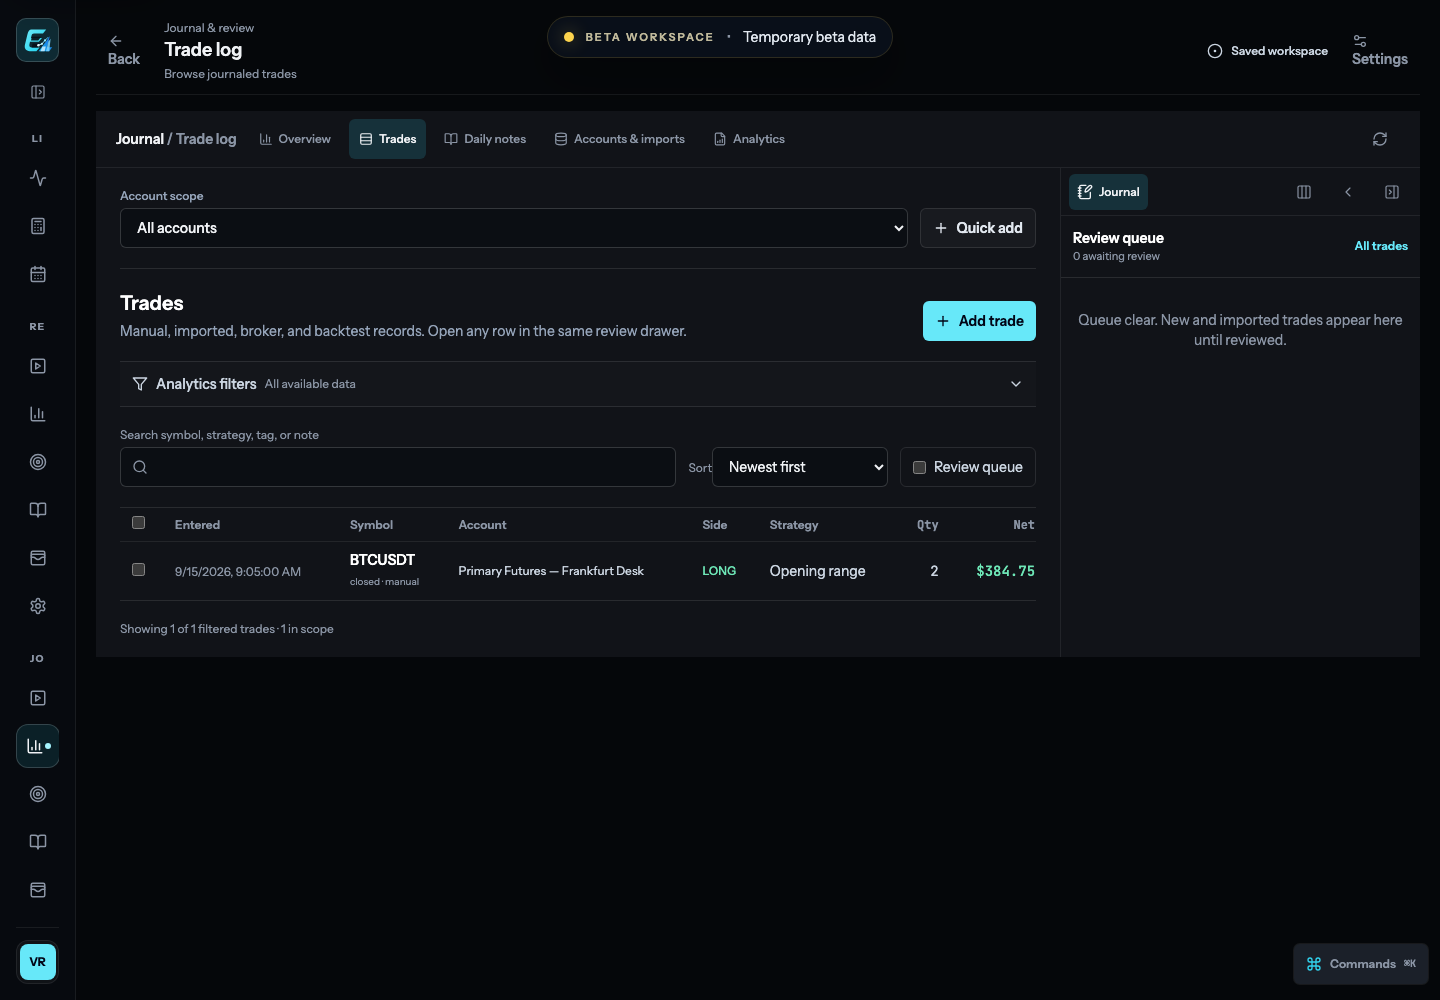 Back
Journal & review
Trade log
Browse journaled trades
BETA WORKSPACE • Temporary beta data
Saved workspace
Settings
LI
RE
JO
VR
Journal / Trade log
Overview
Trades
Daily notes
Accounts & imports
Analytics
Account scope
All accounts
+ Quick add
Trades
Manual, imported, broker, and backtest records. Open any row in the same review drawer.
+ Add trade
Analytics filters All available data
Search symbol, strategy, tag, or note
Sort Newest first
Review queue
Entered Symbol Account Side Strategy Qty Net
9/15/2026, 9:05:00 AM BTCUSDT Primary Futures — Frankfurt Desk LONG Opening range 2 $384.75
closed · manual
Showing 1 of 1 filtered trades · 1 in scope
Journal
Review queue
0 awaiting review
All trades
Queue clear. New and imported trades appear here
until reviewed.
Commands ⌘K